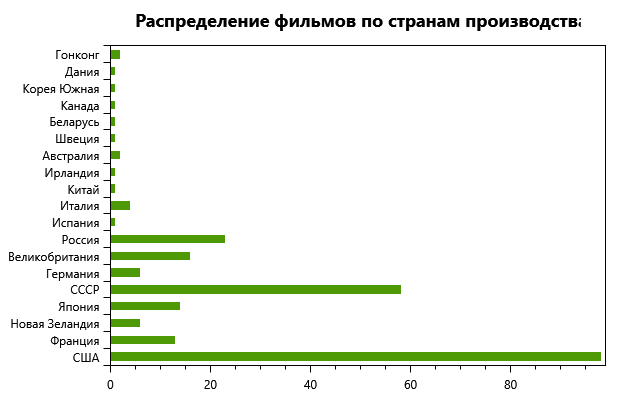 Распределение фильмов по странам производства
Гонконг
Дания
Корея Южная
Канада
Беларусь
Швеция
Австралия
Ирландия
Китай
Италия
Испания
Россия
Великобритания
Германия
СССР
Япония
Новая Зеландия
Франция
США
0 20 40 60 80